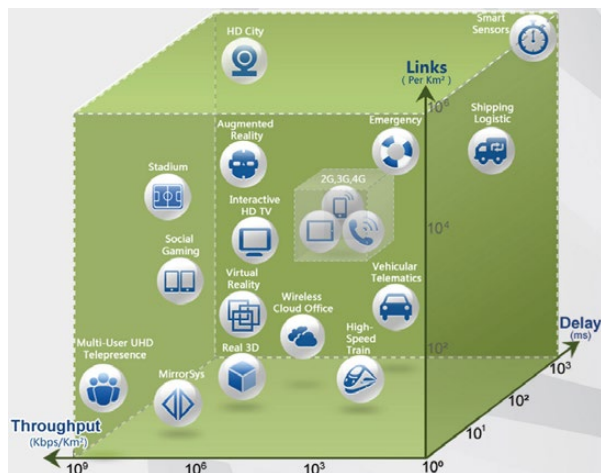 HD City
Smart
Sensors
Links
( Per Km²)
10⁶
Emergency
Shipping
Logistic
Augmented
Reality
Stadium
2G,3G,4G
Interactive
HD TV
10⁴
Social
Gaming
Virtual
Reality
Vehicular
Telematics
Wireless
Cloud Office
High-
Speed
Train
Delay
(ms)
Multi-User UHD
Telepresence
MirrorSys
Real 3D
10²
10³
10²
10¹
Throughput
(Kbps/Km²)
10⁹
10⁶
10³
10⁰